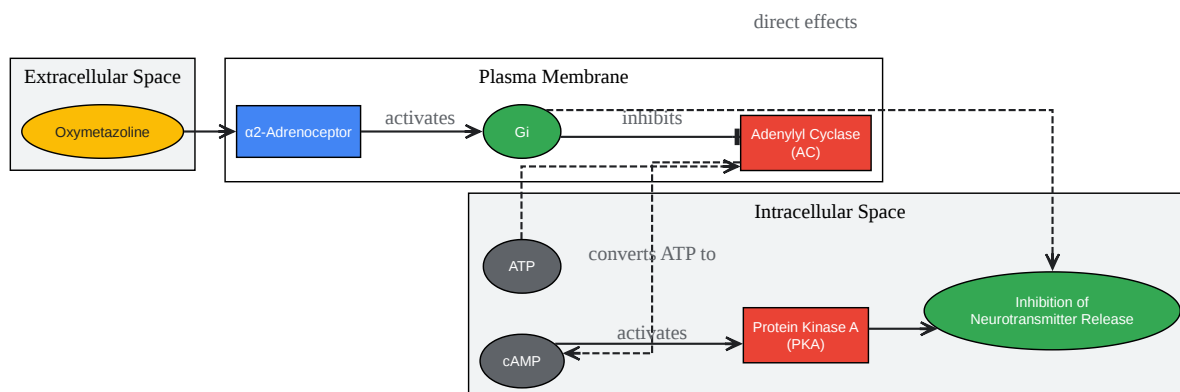 direct effects
Extracellular Space
Plasma Membrane
Oxymetazoline
α2-Adrenoceptor
activates
Gi
inhibits
Adenylyl Cyclase
(AC)
Intracellular Space
converts ATP to
ATP
Inhibition of
Neurotransmitter Release
cAMP
activates
Protein Kinase A
(PKA)